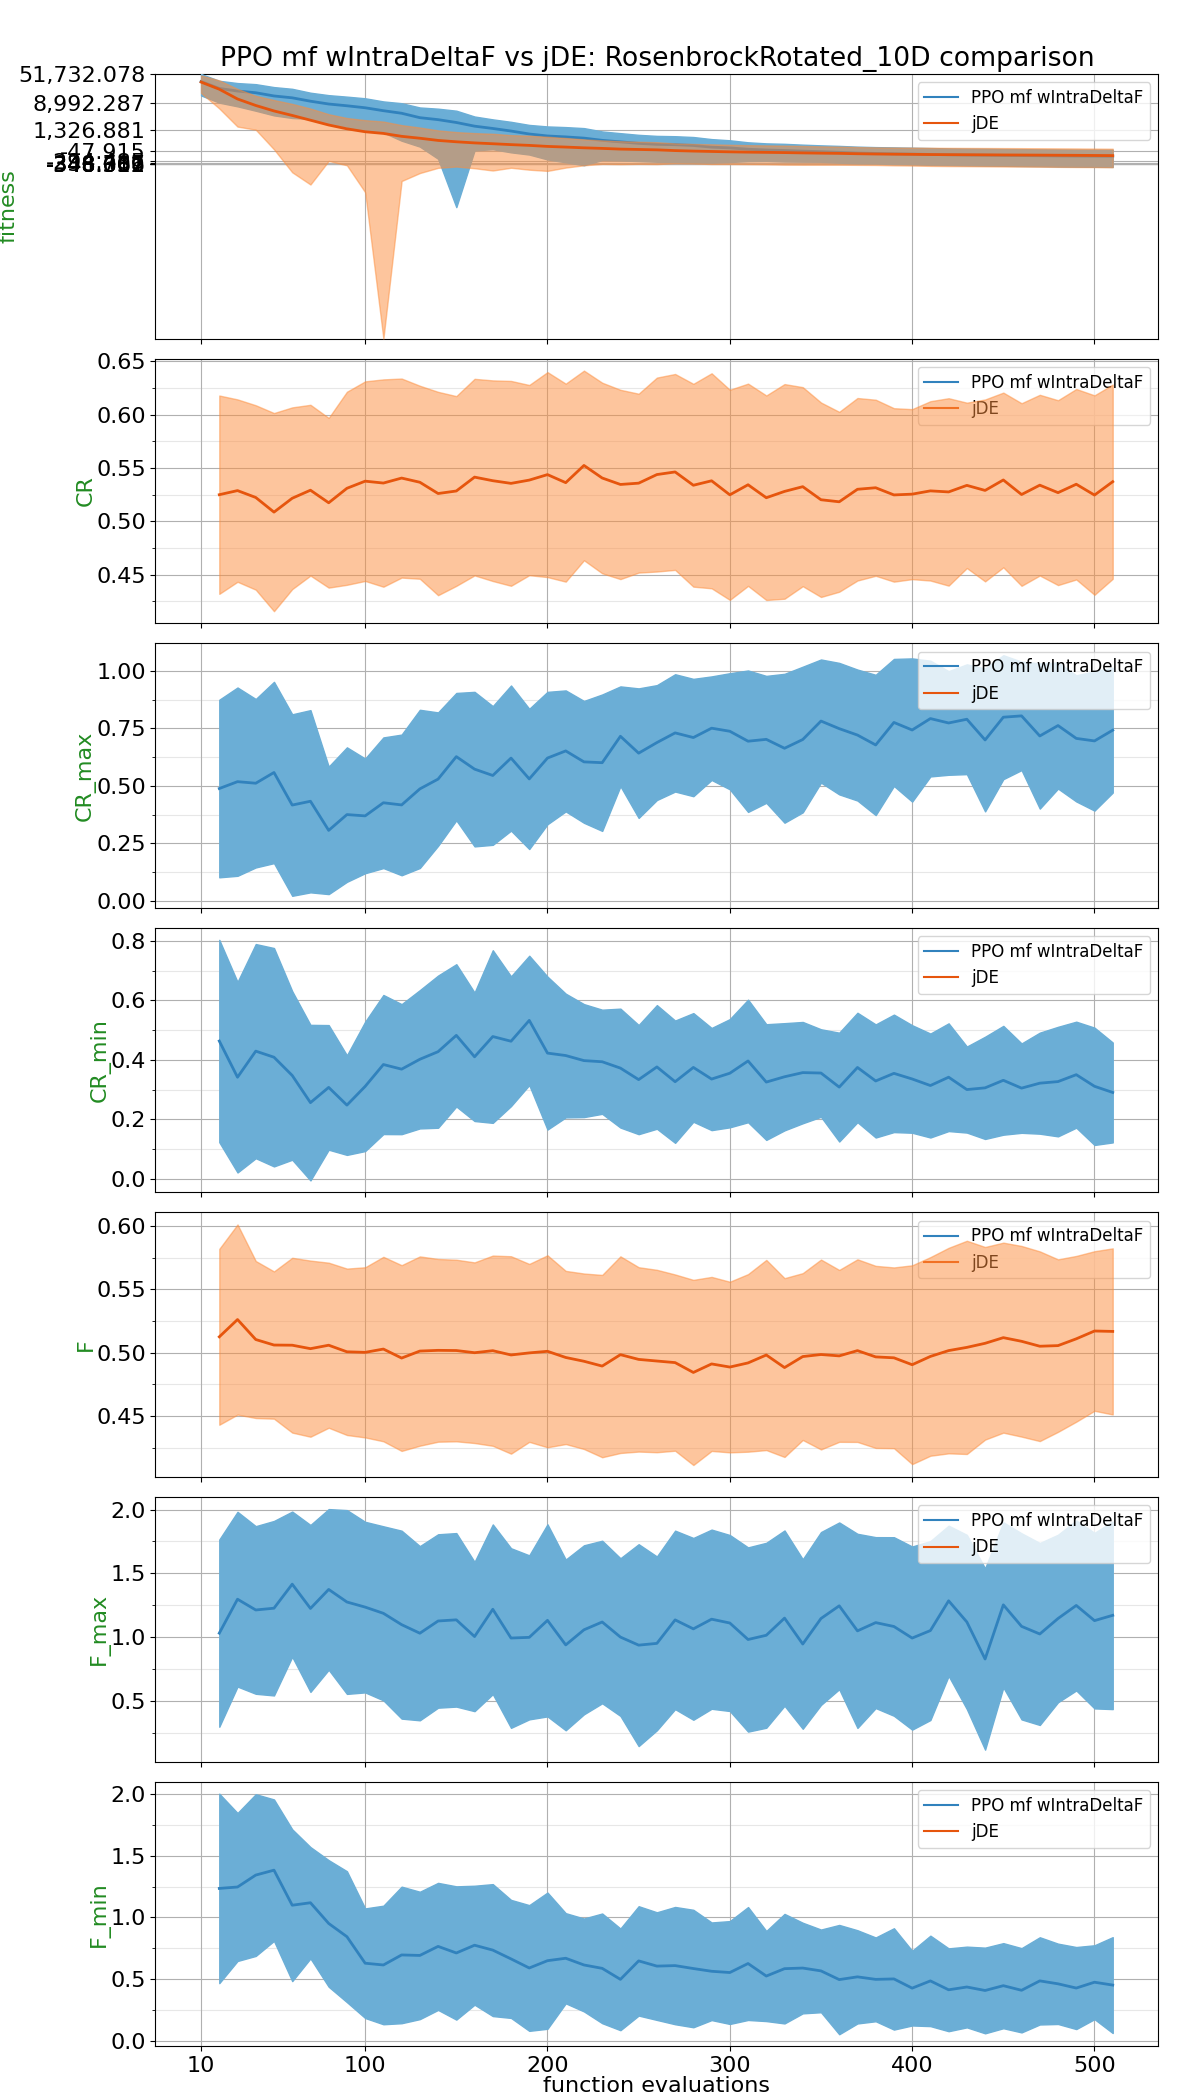 PPO mf wIntraDeltaF vs jDE: RosenbrockRotated_10D comparison
51,732.078
8,992.287
1,326.881
-47.915
fitness
PPO mf wIntraDeltaF
jDE
0.65
0.60
0.55
0.50
0.45
CR
PPO mf wIntraDeltaF
jDE
1.00
0.75
0.50
0.25
0.00
CR_max
PPO mf wIntraDeltaF
jDE
0.8
0.6
0.4
0.2
0.0
CR_min
PPO mf wIntraDeltaF
jDE
0.60
0.55
0.50
0.45
F
PPO mf wIntraDeltaF
jDE
2.0
1.5
1.0
0.5
F_max
PPO mf wIntraDeltaF
jDE
2.0
1.5
1.0
0.5
0.0
F_min
PPO mf wIntraDeltaF
jDE
10 100 200 300 400 500
function evaluations